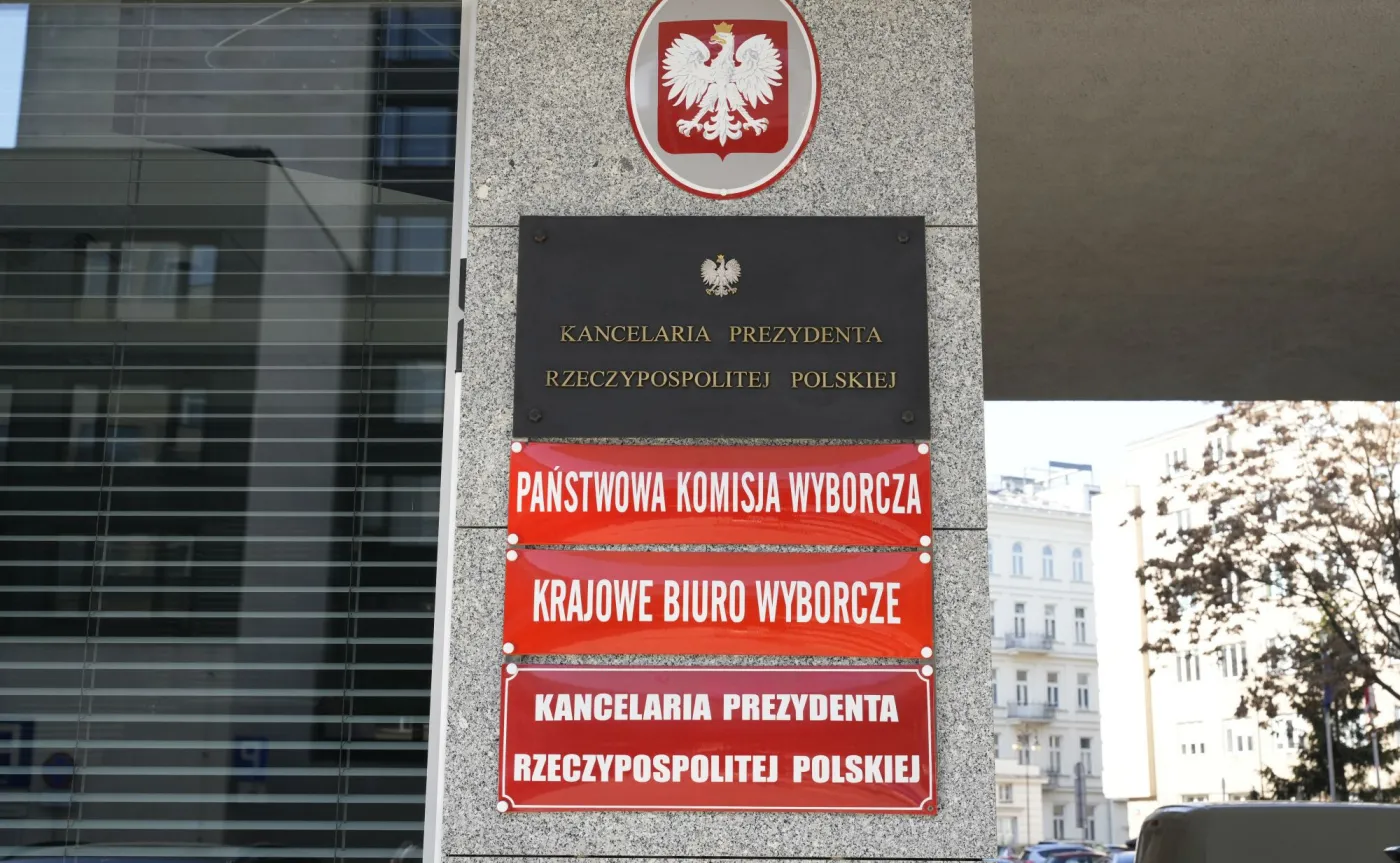 KANCELARIA PREZYDENTA
RZECZYPOSPOLITEJ POLSKIEJ
PAŃSTWOWA KOMISJA WYBORCZA
KRAJOWE BIURO WYBORCZE
KANCELARIA PREZYDENTA
RZECZYPOSPOLITEJ POLSKIEJ